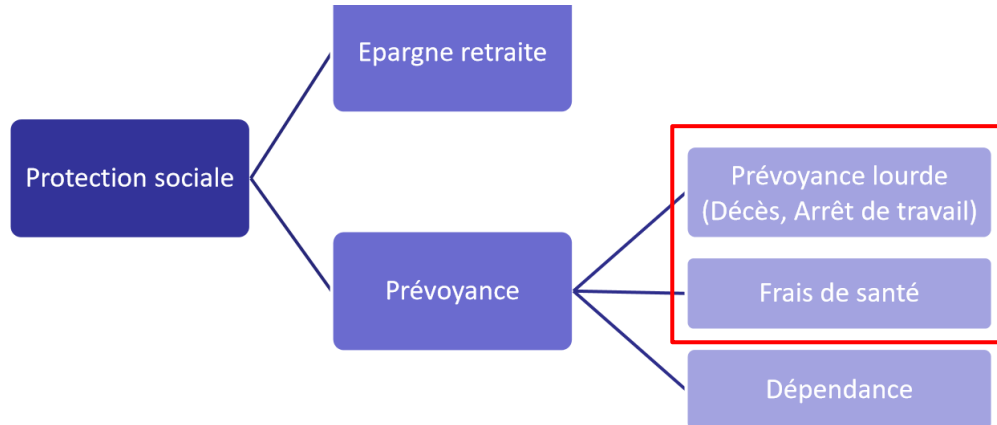 Epargne retraite
Protection sociale
Prévoyance lourde
(Décès, Arrêt de travail)
Prévoyance
Frais de santé
Dépendance